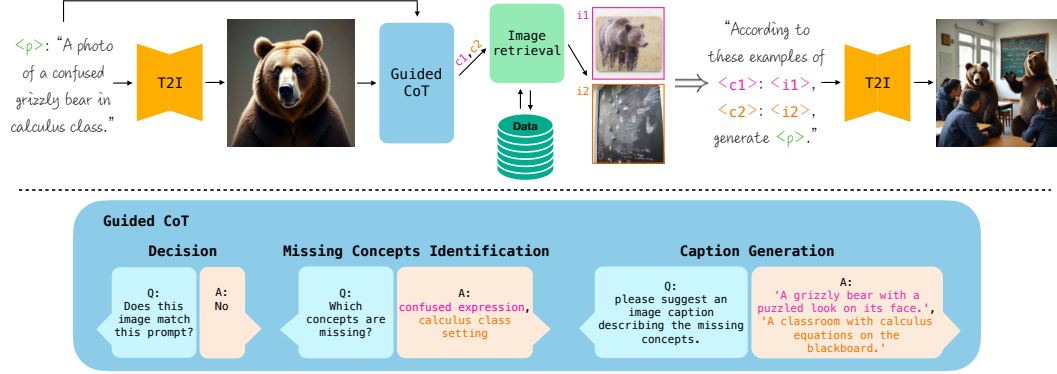 <p>: “A photo
of a confused
grizzly bear in
calculus class.”
T2I
Guided
CoT
c1,c2
Image
retrieval
Data
i1
i2
“According to
these examples of
<c1>: <i1>,
<c2>: <i2>,
generate <p>.”
T2I
Guided CoT
Decision
Q:
Does this
image match
this prompt?
A:
No
Missing Concepts Identification
Q:
Which
concepts are
missing?
A:
confused expression,
calculus class
setting
Caption Generation
Q:
please suggest an
image caption
describing the missing
concepts.
A:
‘A grizzly bear with a
puzzled look on its face.',
'A classroom with calculus
equations on the
blackboard.'